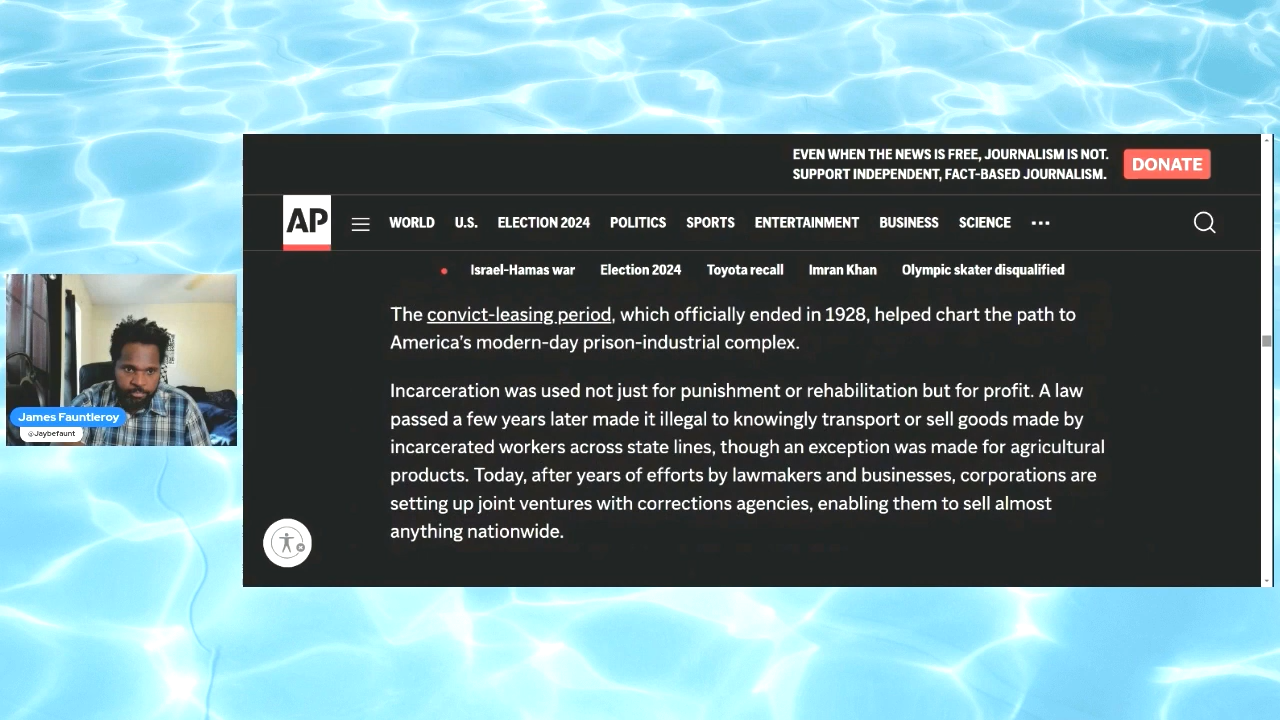 EVEN WHEN THE NEWS IS FREE, JOURNALISM IS NOT.
SUPPORT INDEPENDENT, FACT-BASED JOURNALISM.
DONATE
AP
WORLD U.S. ELECTION 2024 POLITICS SPORTS ENTERTAINMENT BUSINESS SCIENCE
Israel-Hamas war Election 2024 Toyota recall Imran Khan Olympic skater disqualified
The convict-leasing period, which officially ended in 1928, helped chart the path to
America's modern-day prison-industrial complex.
Incarceration was used not just for punishment or rehabilitation but for profit. A law
passed a few years later made it illegal to knowingly transport or sell goods made by
incarcerated workers across state lines, though an exception was made for agricultural
products. Today, after years of efforts by lawmakers and businesses, corporations are
setting up joint ventures with corrections agencies, enabling them to sell almost
anything nationwide.
James Fauntleroy
@Jaybefaunt